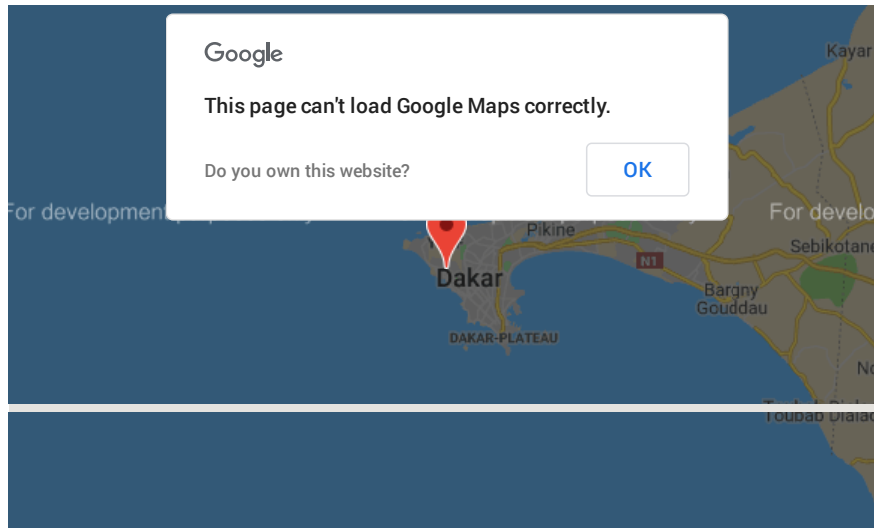 Google
This page can't load Google Maps correctly.
Do you own this website?
OK
Kayar
For development
For develo
Pikine
Sebikotane
N1
Dakar
Bargny
Gouddau
DAKAR-PLATEAU
Toubab Dialac